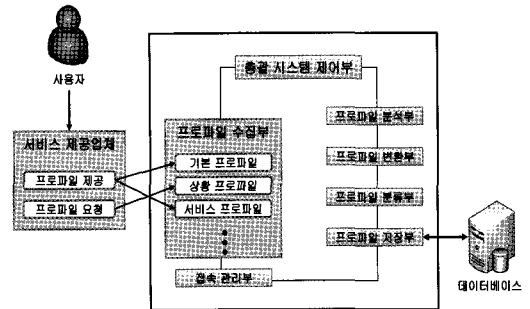 사용자
총괄 시스템 제어부
서비스 제공업체
프로파일 제공
프로파일 요청
프로파일 수집부
기본 프로파일
상황 프로파일
서비스 프로파일
접속 관리부
프로파일 분석부
프로파일 변환부
프로파일 분류부
프로파일 저장부
데이터베이스